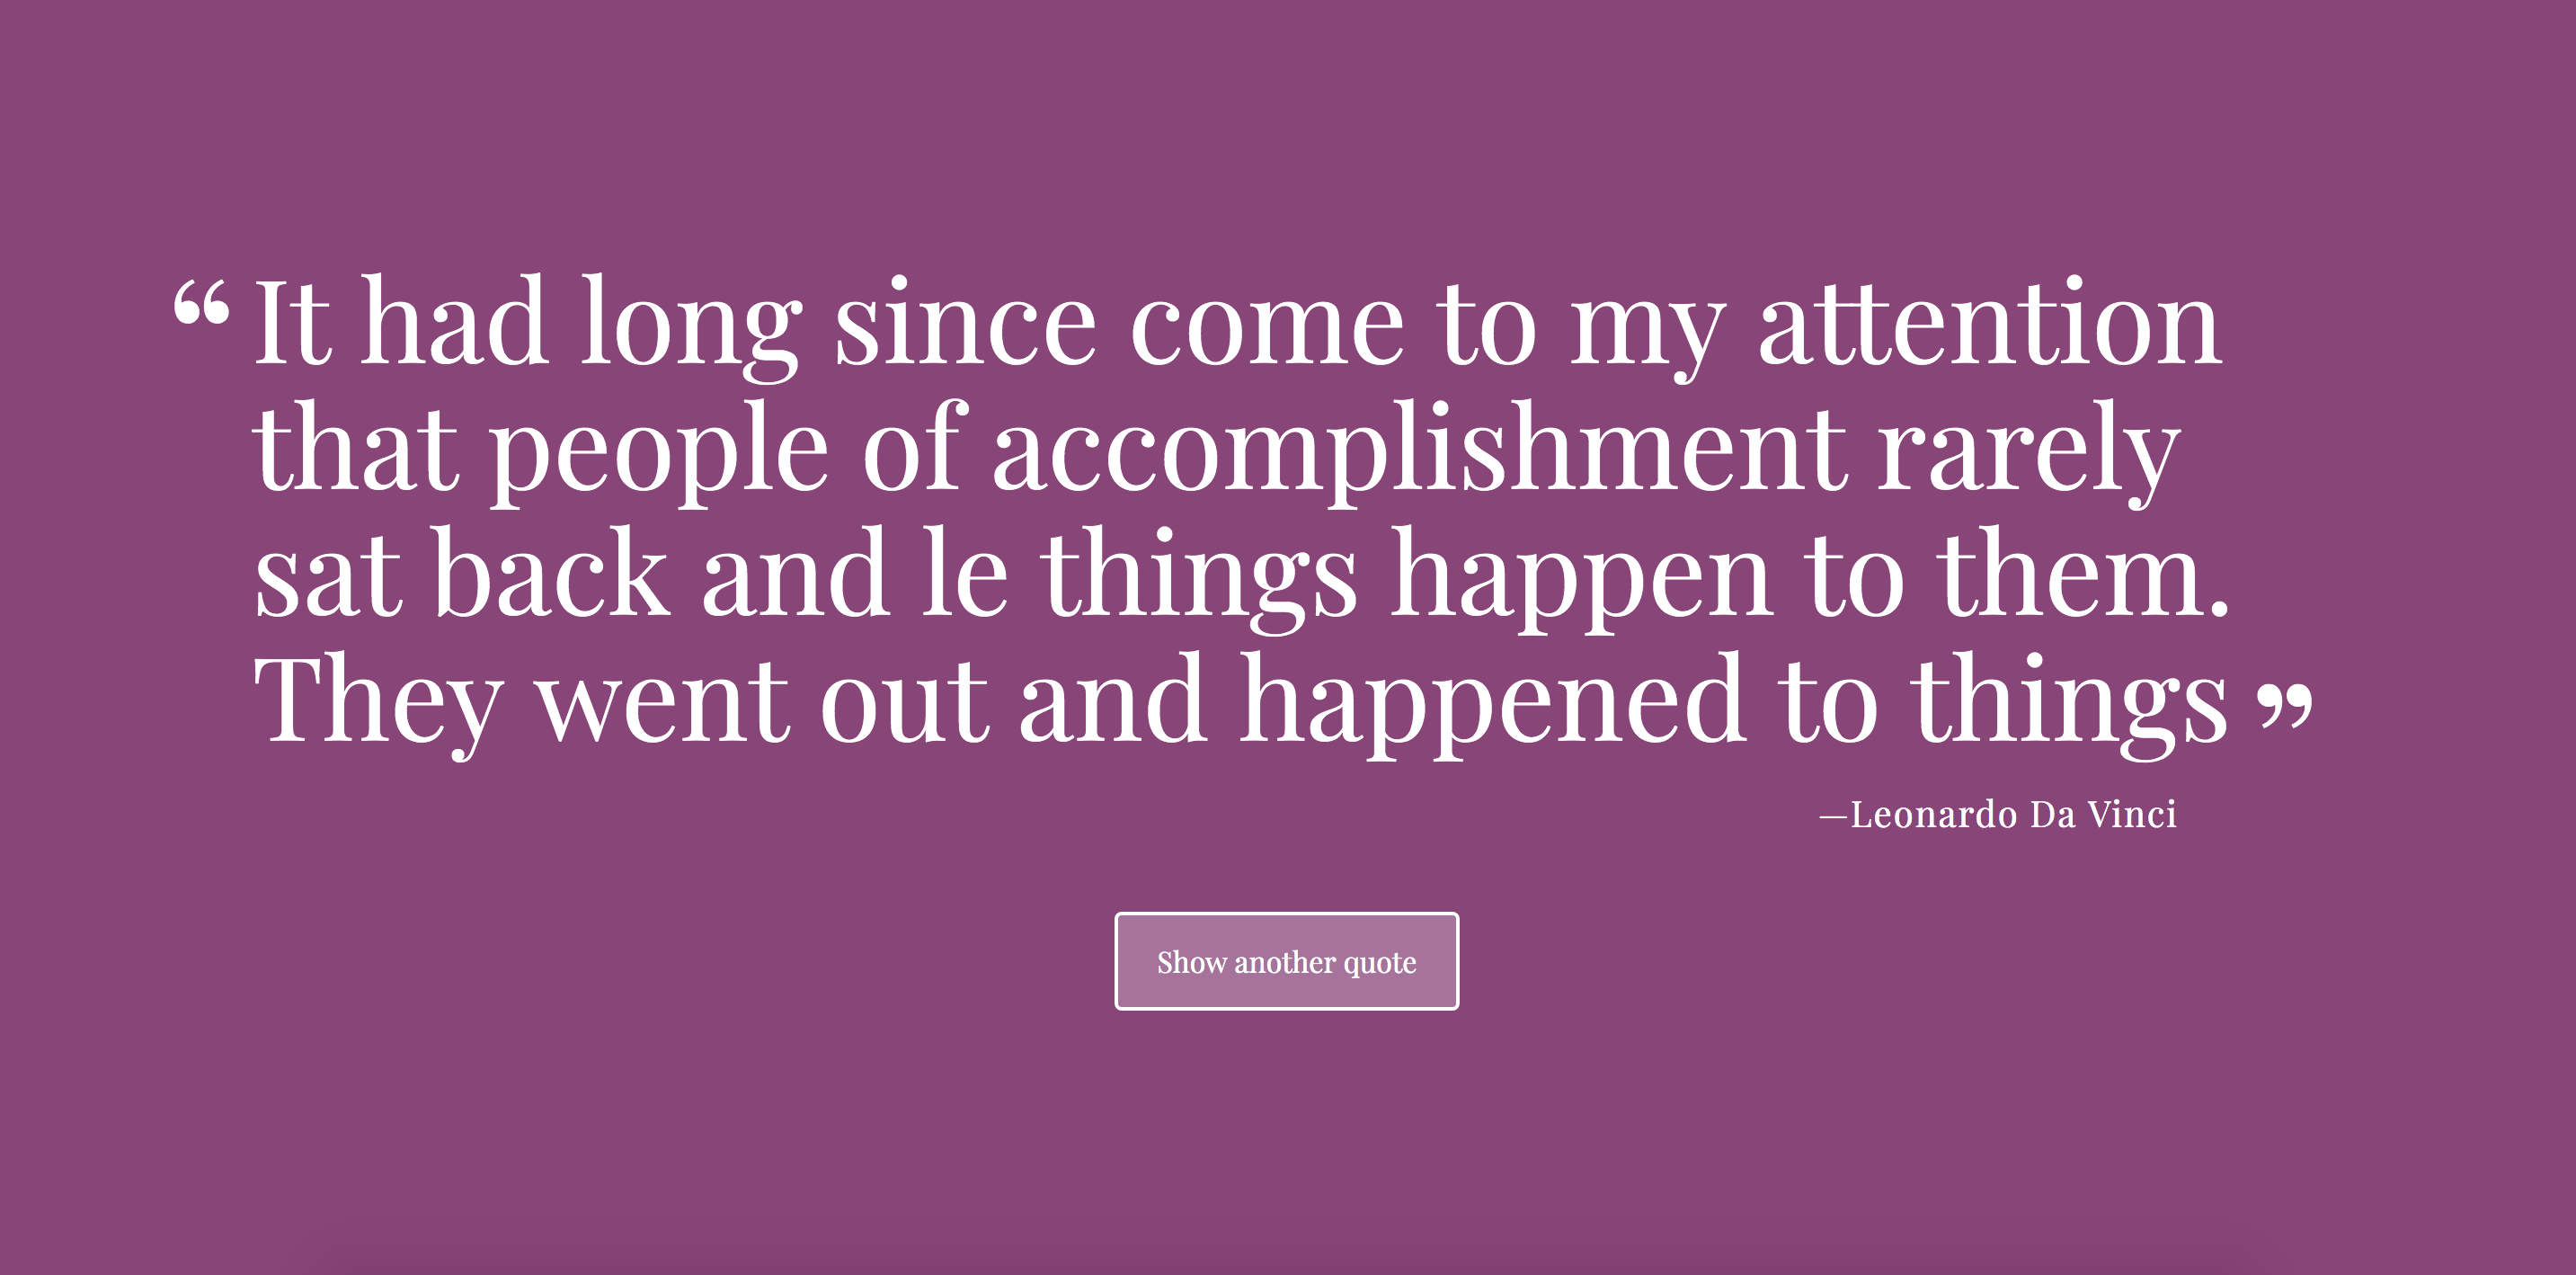 “It had long since come to my attention
that people of accomplishment rarely
sat back and le things happen to them.
They went out and happened to things”
—Leonardo Da Vinci
Show another quote